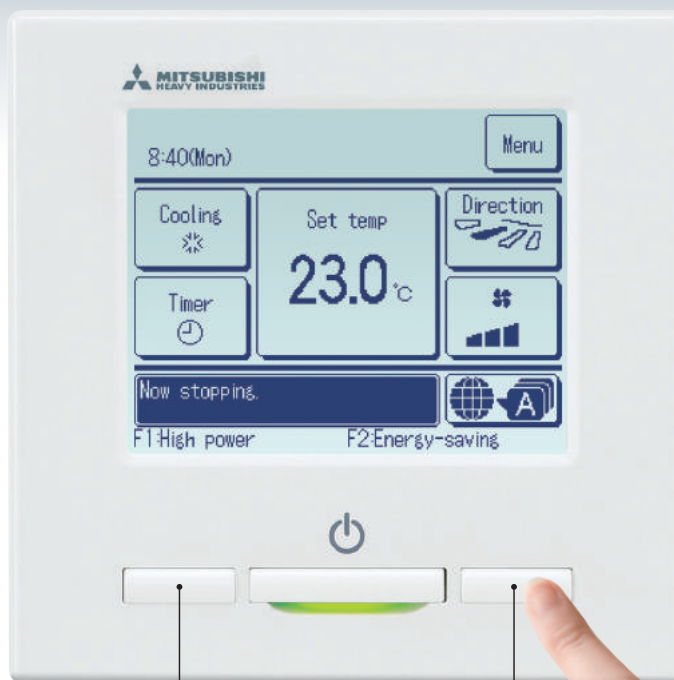 MITSUBISHI
HEAVY INDUSTRIES
8:40(Mon)
Menu
Cooling
Set temp
Direction
23.0℃
Timer
Now stopping.
A
F1:High power
F2:Energy-saving